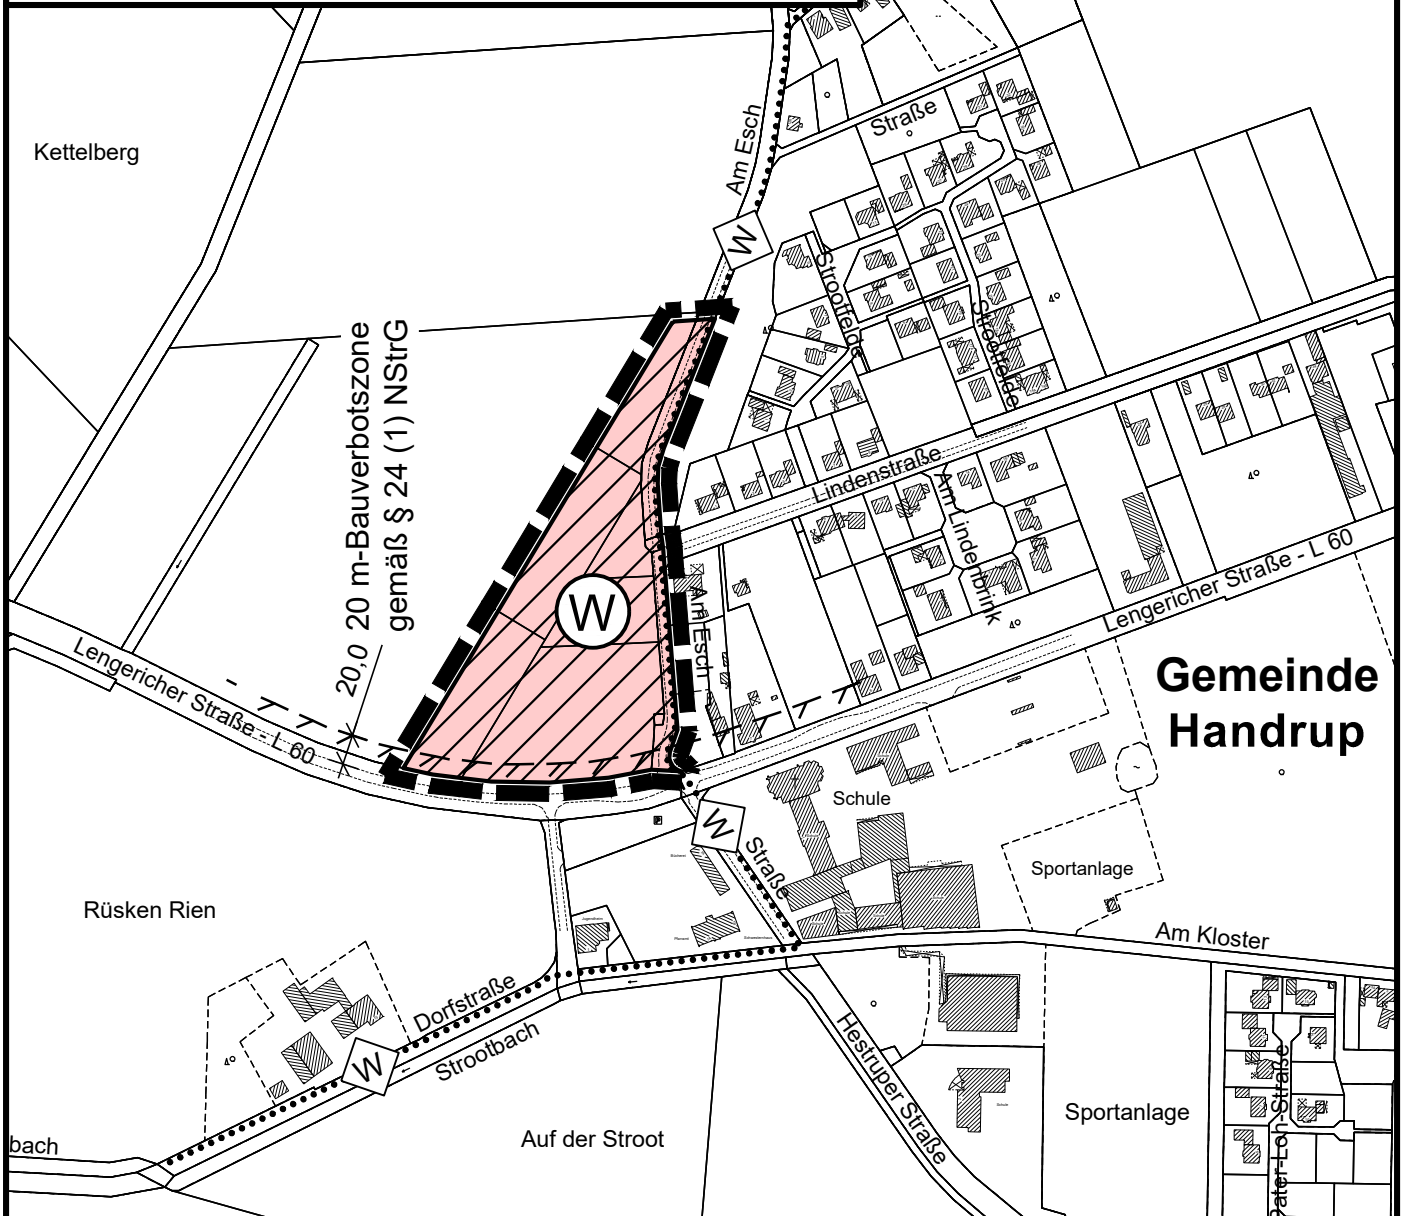 Kettelberg
Am Esch
Straße
W
Strootfelde
Strootfelde
20,0
20 m-Bauverbotszone
gemäß § 24 (1) NStrG
Lindenstraße
Am Lindenbrink
W
Am Esch
Lengericher Straße - L 60
Lengericher Straße - L 60
Gemeinde
Handrup
Schule
W
Straße
Sportanlage
Rüsken Rien
Am Kloster
Dorfstraße
Strootbach
W
Hestruper Straße
Sportanlage
Pater-Loh-Straße
Auf der Stroot
bach